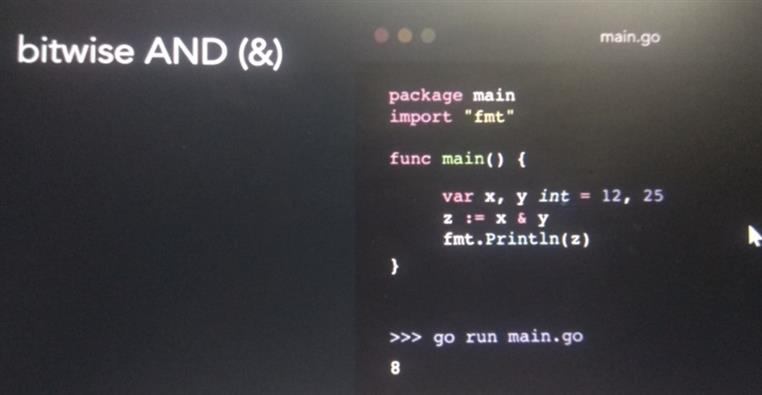 bitwise AND (&)
main.go
package main
import "fmt"
func main() {
var x, y int = 12, 25
z := x & y
fmt.Println(z)
}
>>> go run main.go
8